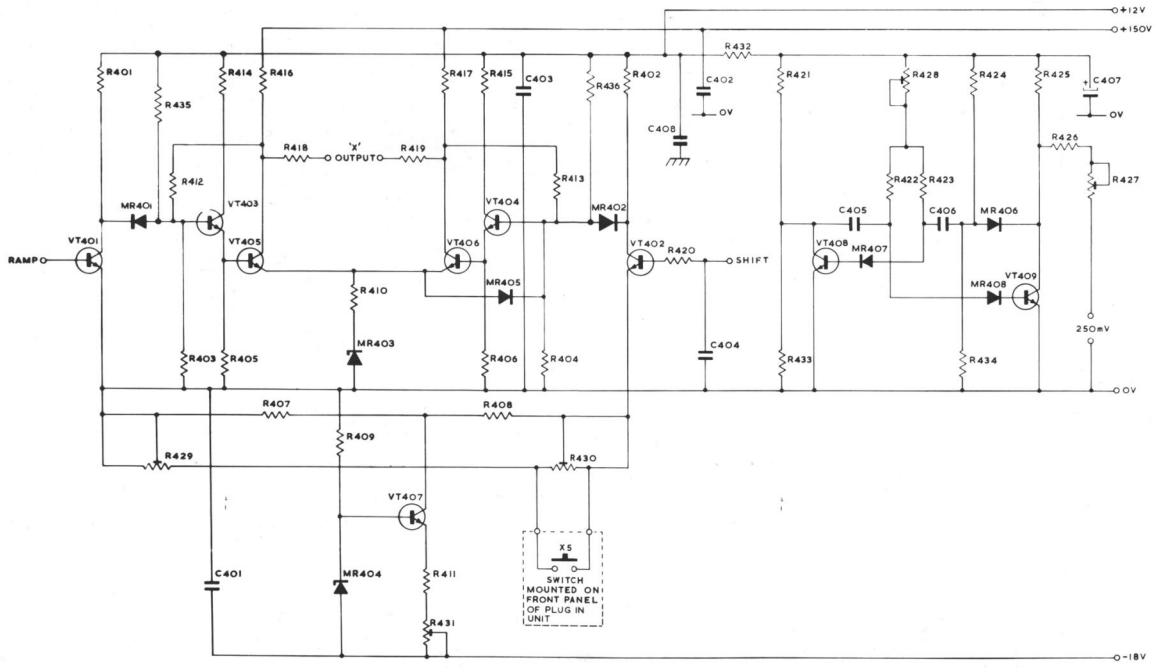 +12V
+150V
R432
R401
R414
R416
R417
R415
C403
R402
R421
R428
R424
R425
+
C407
R435
R436
C402
0V
0V
C408
R418
'X'
OUTPUT
R419
R426
R412
R413
R422
R423
R427
MR401
VT403
VT404
MR402
C405
C406
MR406
VT401
VT405
VT406
VT402
R420
SHIFT
VT408
MR407
RAMP
MR405
MR408
VT409
R410
250mV
MR403
C404
R403
R405
R406
R404
R433
R434
0V
R407
R408
R409
R429
R430
VT407
X5
C401
MR404
R411
SWITCH
MOUNTED ON
FRONT PANEL
OF PLUG IN
UNIT
R431
-18V